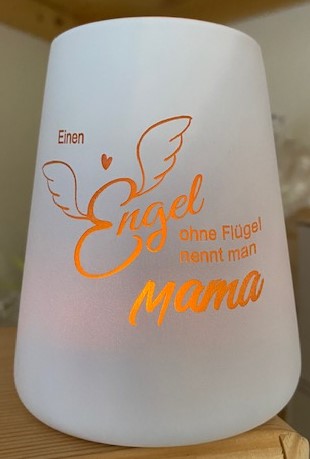 Einen
Engel
ohne Flügel
nennt man
Mama